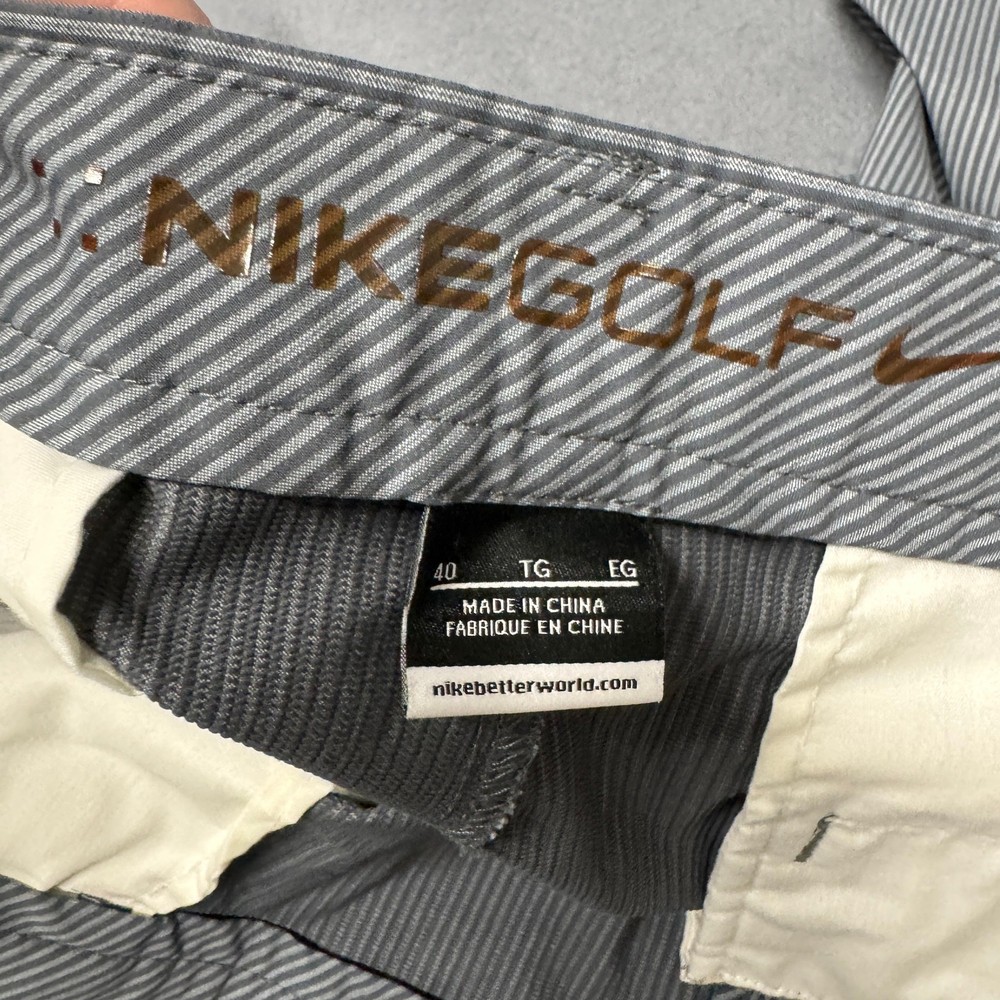 NIKEGOLF
40 TG EG
MADE IN CHINA
FABRIQUE EN CHINE
nikebetterworld.com